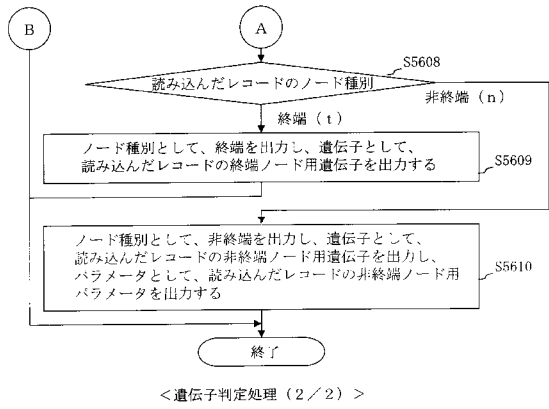 B
A
S5608
読み込んだレコードのノード種別
非終端（n）
終端（t）
ノード種別として、終端を出力し、遺伝子として、
読み込んだレコードの終端ノード用遺伝子を出力する
S5609
ノード種別として、非終端を出力し、遺伝子として、
読み込んだレコードの非終端ノード用遺伝子を出力し、
パラメータとして、読み込んだレコードの非終端ノード用
パラメータを出力する
S5610
終了
＜遺伝子判定処理（2／2）＞